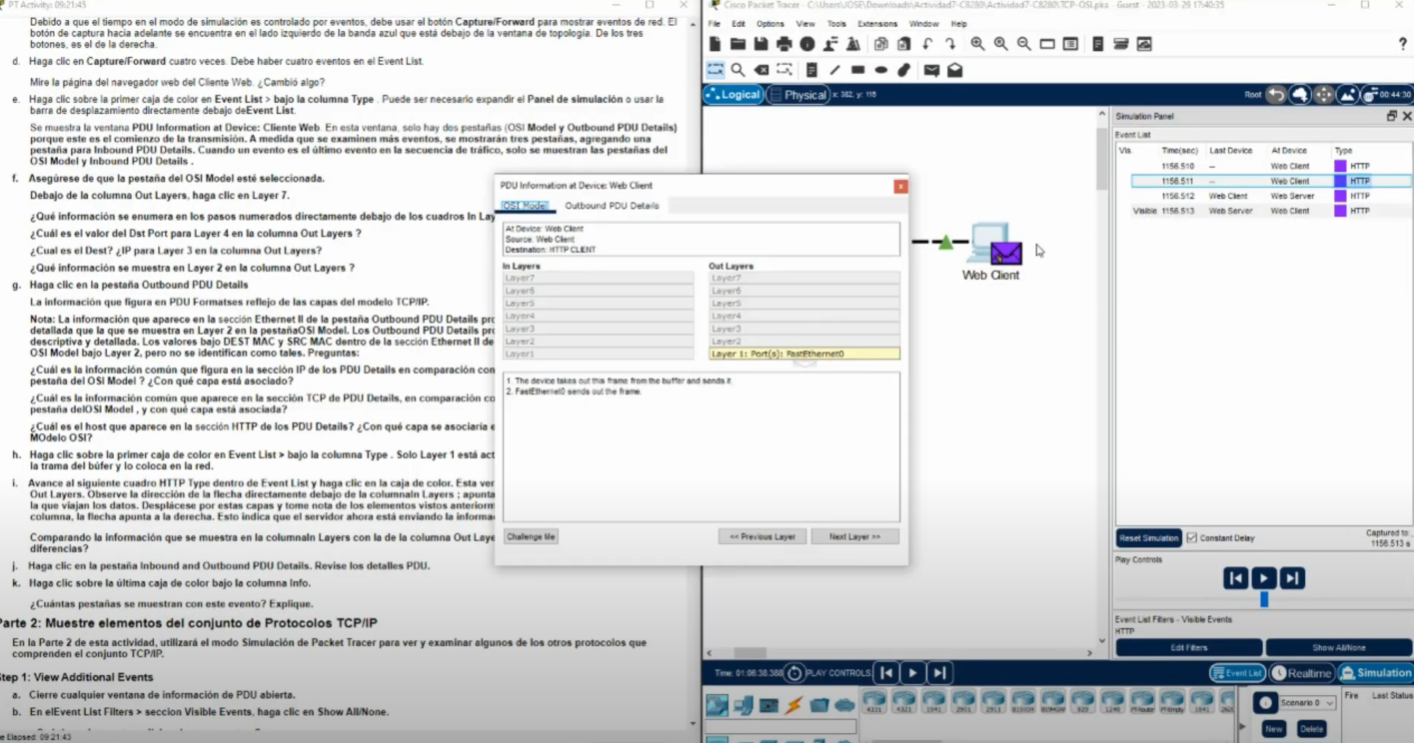 PT Activity: 09:21:45
Debido a que el tiempo en el modo de simulación es controlado por eventos, debe usar el botón Capture/Forward para mostrar eventos de red. El
botón de captura hacia adelante se encuentra en el lado izquierdo de la banda azul que está debajo de la ventana de topología. De los tres
botones, es el de la derecha.
d. Haga clic en Capture/Forward cuatro veces. Debe haber cuatro eventos en el Event List.
Mire la página del navegador web del Cliente Web. ¿Cambió algo?
e. Haga clic sobre la primer caja de color en Event List > bajo la columna Type . Puede ser necesario expandir el Panel de simulación o usar la
barra de desplazamiento directamente debajo deEvent List.
Se muestra la ventana PDU Information at Device: Cliente Web. En esta ventana, solo hay dos pestañas (OSI Model y Outbound PDU Details)
porque este es el comienzo de la transmisión. A medida que se examinen más eventos, se mostrarán tres pestañas, agregando una
pestaña para Inbound PDU Details. Cuando un evento es el último evento en la secuencia de tráfico, solo se muestran las pestañas del
OSI Model y Inbound PDU Details .
f. Asegúrese de que la pestaña del OSI Model esté seleccionada.
Debajo de la columna Out Layers, haga clic en Layer 7.
¿Qué información se enumera en los pasos numerados directamente debajo de los cuadros In Lay
¿Cuál es el valor del Dst Port para Layer 4 en la columna Out Layers ?
¿Cual es el Dest? ¿IP para Layer 3 en la columna Out Layers?
¿Qué información se muestra en Layer 2 en la columna Out Layers ?
g. Haga clic en la pestaña Outbound PDU Details
La información que figura en PDU Formatses reflejo de las capas del modelo TCP/IP.
Nota: La información que aparece en la sección Ethernet II de la pestaña Outbound PDU Details pro
detallada que la que se muestra en Layer 2 en la pestañaOSI Model. Los Outbound PDU Details pro
descriptiva y detallada. Los valores bajo DEST MAC y SRC MAC dentro de la sección Ethernet II de
OSI Model bajo Layer 2, pero no se identifican como tales. Preguntas:
¿Cuál es la información común que figura en la sección IP de los PDU Details en comparación con
pestaña del OSI Model ? ¿Con qué capa está asociado?
¿Cuál es la información común que aparece en la sección TCP de PDU Details, en comparación co
pestaña delOSI Model , y con qué capa está asociada?
¿Cuál es el host que aparece en la sección HTTP de los PDU Details? ¿Con qué capa se asociaría e
MOdelo OSI?
h. Haga clic sobre la primer caja de color en Event List > bajo la columna Type . Solo Layer 1 está act
la trama del búfer y lo coloca en la red.
i. Avance al siguiente cuadro HTTP Type dentro de Event List y haga clic en la caja de color. Esta ver
Out Layers. Observe la dirección de la flecha directamente debajo de la columnaIn Layers ; apunta
la que viajan los datos. Desplácese por estas capas y tome nota de los elementos vistos anteriorm
columna, la flecha apunta a la derecha. Esto indica que el servidor ahora está enviando la informa
Comparando la información que se muestra en la columnaIn Layers con la de la columna Out Laye
diferencias?
j. Haga clic en la pestaña Inbound and Outbound PDU Details. Revise los detalles PDU.
k. Haga clic sobre la última caja de color bajo la columna Info.
¿Cuántas pestañas se muestran con este evento? Explique.
Parte 2: Muestre elementos del conjunto de Protocolos TCP/IP
En la Parte 2 de esta actividad, utilizará el modo Simulación de Packet Tracer para ver y examinar algunos de los otros protocolos que
comprenden el conjunto TCP/IP.
Step 1: View Additional Events
a. Cierre cualquier ventana de información de PDU abierta.
b. En elEvent List Filters > seccion Visible Events, haga clic en Show All/None.
e Elapsed: 09:21:43
Cisco Packet Tracer - C:\Users\JOSE\Downloads\Actividad7-C8280\Actividad7-C8280\TCP-OSI.pka - Guest - 2023-03-29 17:40:35
File Edit Options View Tools Extensions Window Help
?
Logical Physical x: 382, y: 118 Root 00:44:30
PDU Information at Device: Web Client
OSI Model Outbound PDU Details
At Device: Web Client
Source: Web Client
Destination: HTTP CLIENT
In Layers Out Layers
Layer7 Layer7
Layer6 Layer6
Layer5 Layer5
Layer4 Layer4
Layer3 Layer3
Layer2 Layer2
Layer1 Layer 1: Port(s): FastEthernet0
1. The device takes out this frame from the buffer and sends it.
2. FastEthernet0 sends out the frame.
Challenge Me << Previous Layer Next Layer >>
Web Client
Simulation Panel
Event List
Vis. Time(sec) Last Device At Device Type
1156.510 -- Web Client HTTP
1156.511 -- Web Client HTTP
1156.512 Web Client Web Server HTTP
Visible 1156.513 Web Server Web Client HTTP
Reset Simulation Constant Delay Captured to:
1156.513 s
Play Controls
Event List Filters - Visible Events
HTTP
Edit Filters Show All/None
Time: 01:06:38.388 PLAY CONTROLS: Event List Realtime Simulation
4331 4321 1941 2901 2911 819IOX 819HGW 829 1240 PT-Router PT-Empty 1841
Scenario 0 Fire Last Status
New Delete